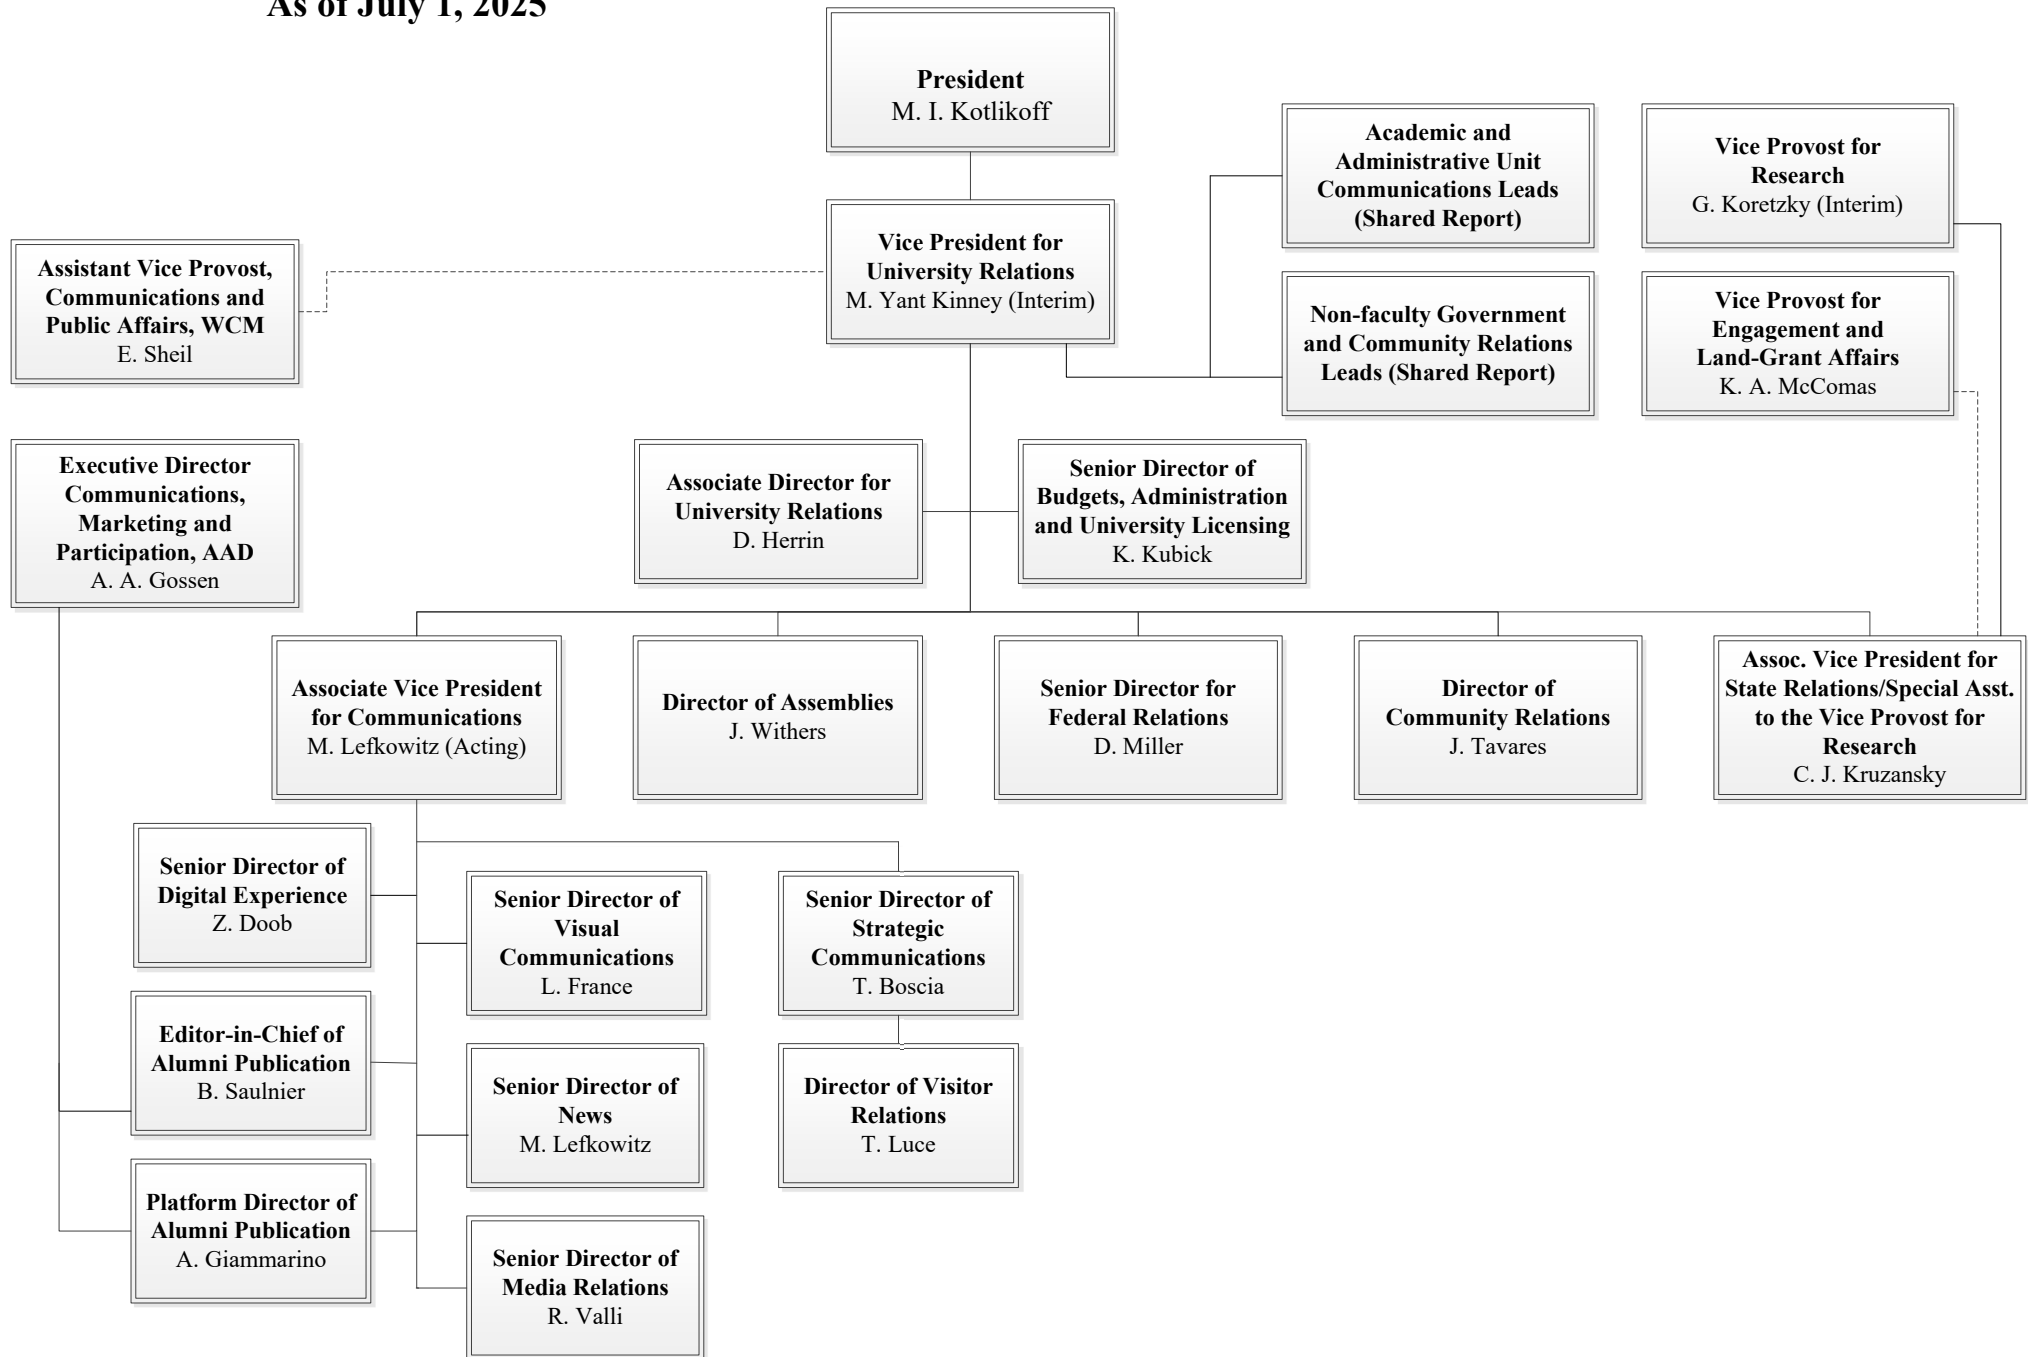 As of July 1, 2025
President
M. I. Kotlikoff
Academic and
Administrative Unit
Communications Leads
(Shared Report)
Vice Provost for
Research
G. Koretzky (Interim)
Vice President for
University Relations
M. Yant Kinney (Interim)
Assistant Vice Provost,
Communications and
Public Affairs, WCM
E. Sheil
Non-faculty Government
and Community Relations
Leads (Shared Report)
Vice Provost for
Engagement and
Land-Grant Affairs
K. A. McComas
Executive Director
Communications,
Marketing and
Participation, AAD
A. A. Gossen
Associate Director for
University Relations
D. Herrin
Senior Director of
Budgets, Administration
and University Licensing
K. Kubick
Associate Vice President
for Communications
M. Lefkowitz (Acting)
Director of Assemblies
J. Withers
Senior Director for
Federal Relations
D. Miller
Director of
Community Relations
J. Tavares
Assoc. Vice President for
State Relations/Special Asst.
to the Vice Provost for
Research
C. J. Kruzansky
Senior Director of
Digital Experience
Z. Doob
Senior Director of
Visual
Communications
L. France
Senior Director of
Strategic
Communications
T. Boscia
Editor-in-Chief of
Alumni Publication
B. Saulnier
Senior Director of
News
M. Lefkowitz
Director of Visitor
Relations
T. Luce
Platform Director of
Alumni Publication
A. Giammarino
Senior Director of
Media Relations
R. Valli